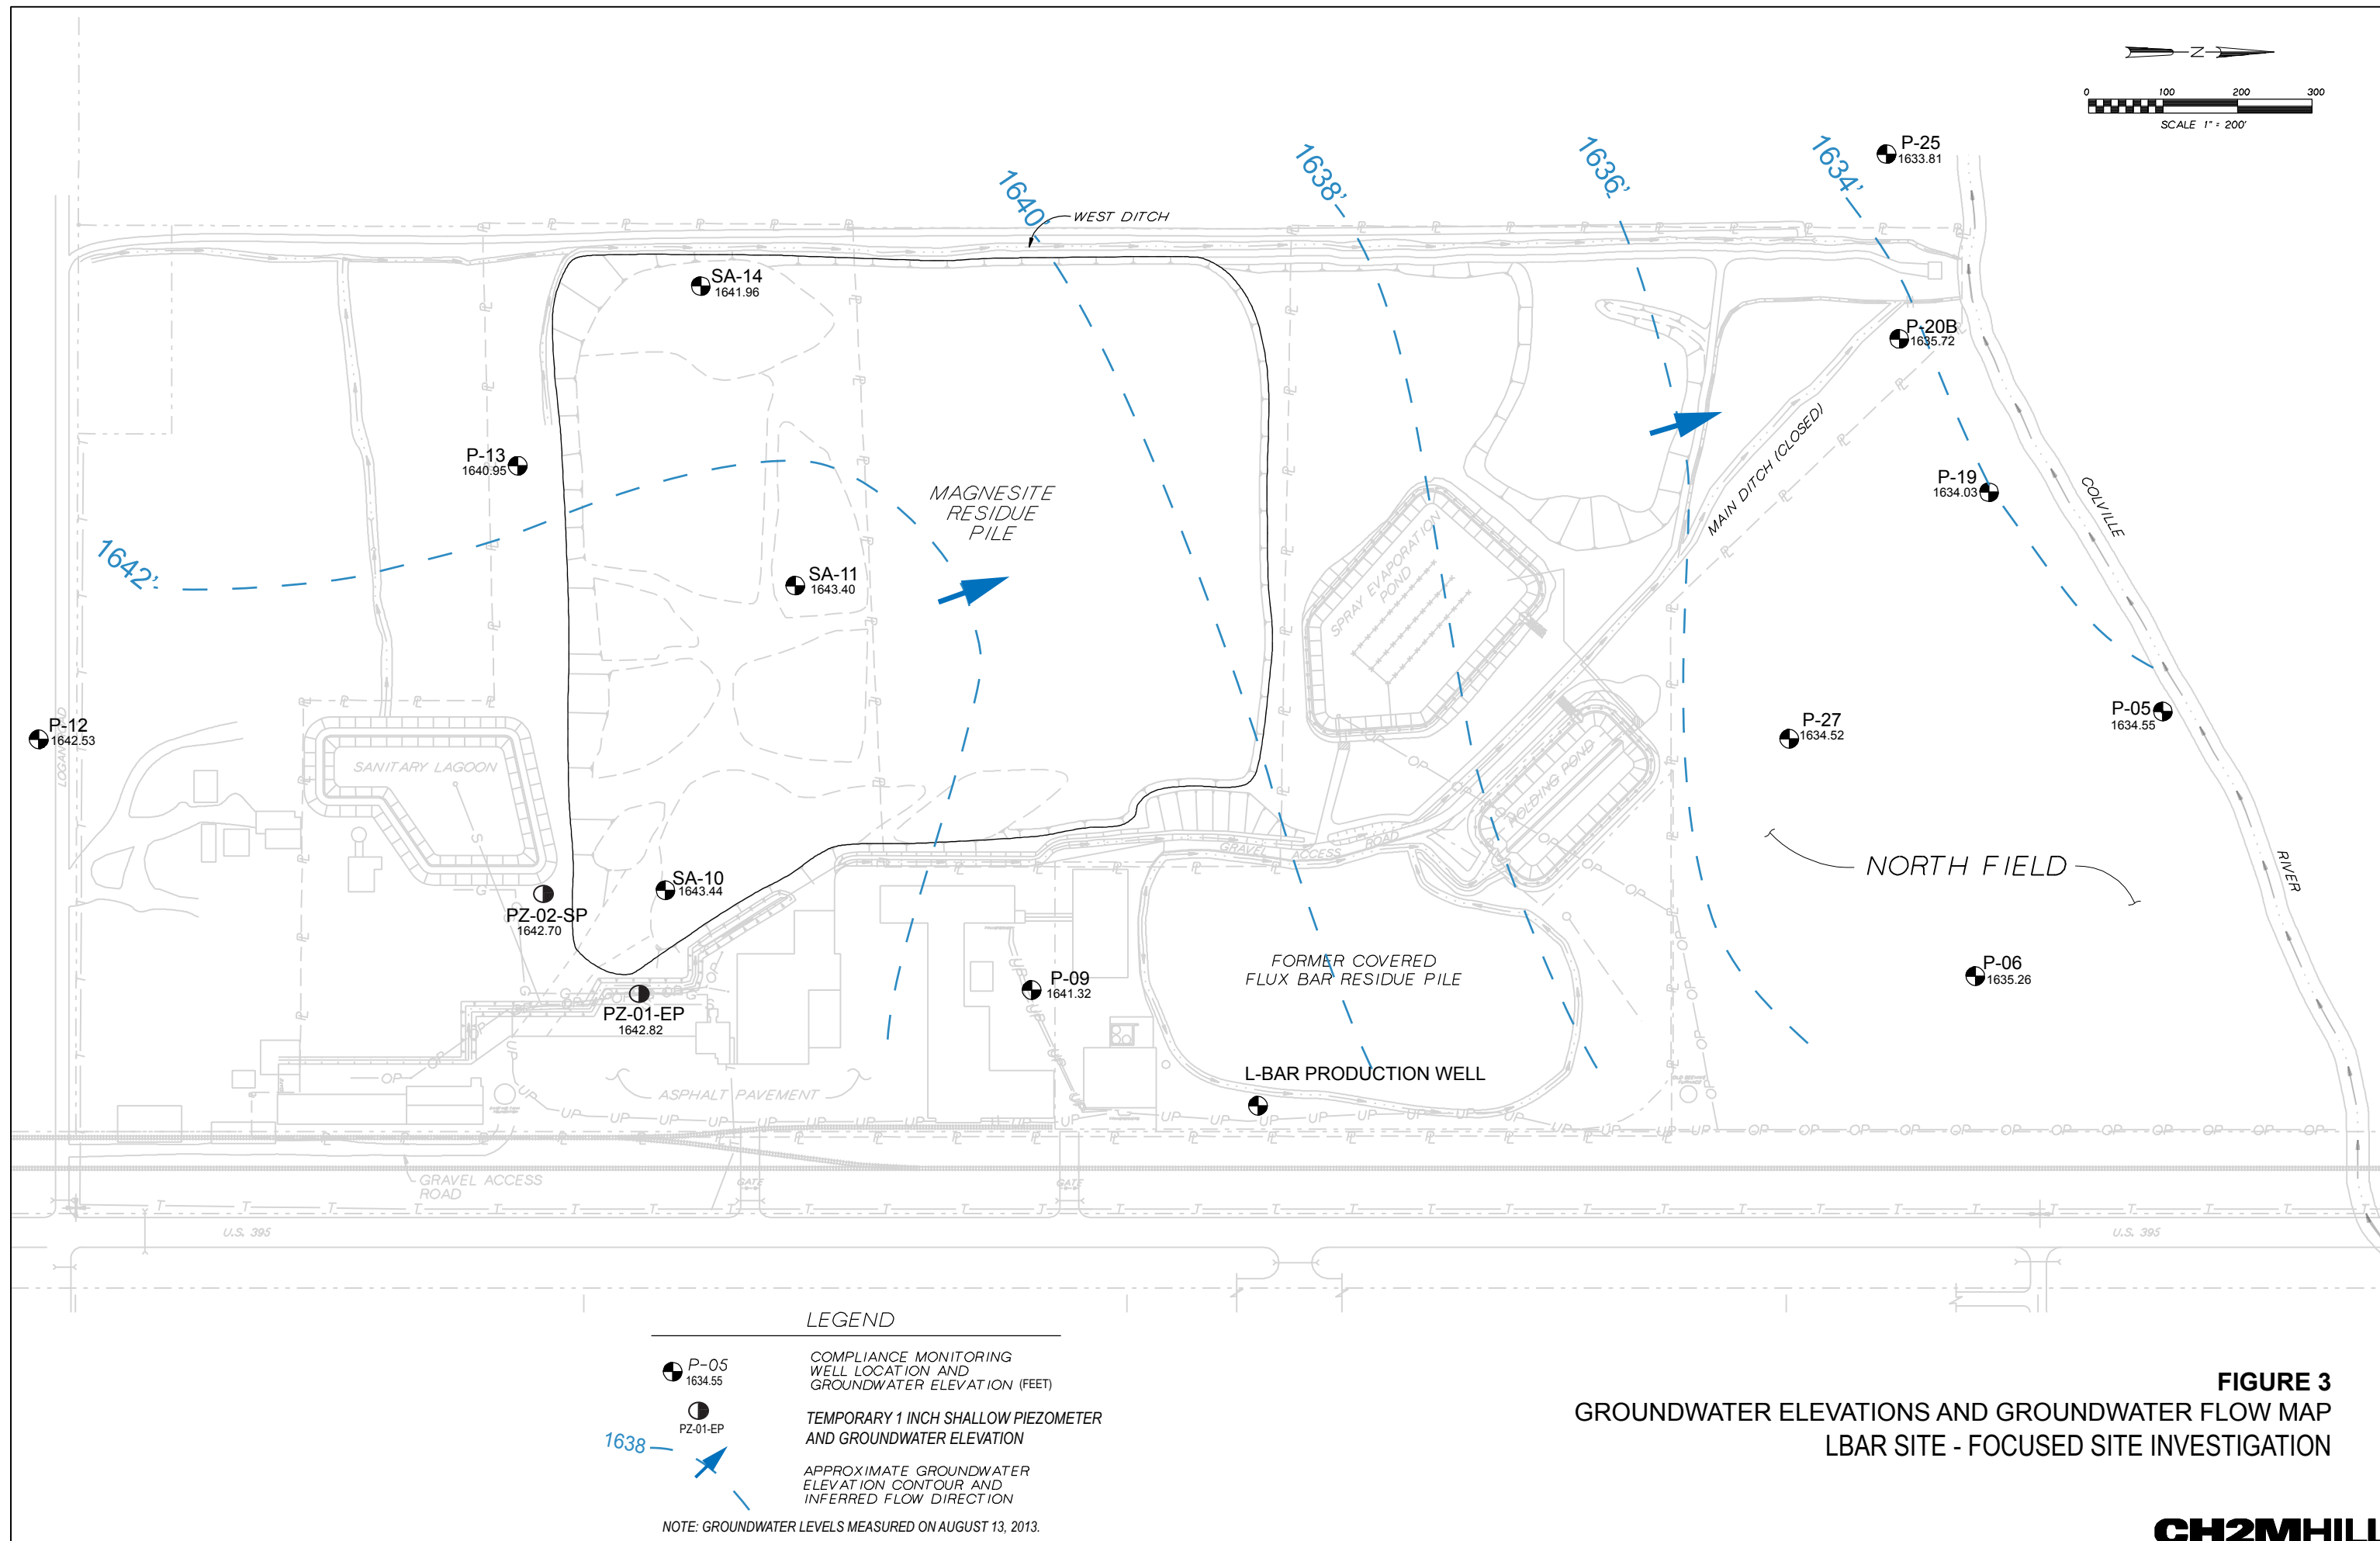 Z
0 100 200 300
SCALE 1" = 200'
P-25
1633.81
1640'
1638'
1636'
1634'
WEST DITCH
SA-14
1641.96
P-20B
1635.72
P-13
1640.95
MAGNESITE
RESIDUE
PILE
MAIN DITCH (CLOSED)
P-19
1634.03
COLVILLE
1642'
SA-11
1643.40
SPRAY EVAPORATION
POND
P-12
1642.53
LOGAN ROAD
SANITARY LAGOON
P-27
1634.52
P-05
1634.55
HOLDING POND
GRAVEL ACCESS ROAD
NORTH FIELD
RIVER
SA-10
1643.44
PZ-02-SP
1642.70
FORMER COVERED
FLUX BAR RESIDUE PILE
P-09
1641.32
P-06
1635.26
PZ-01-EP
1642.82
L-BAR PRODUCTION WELL
ASPHALT PAVEMENT
GRAVEL ACCESS
ROAD
GATE
GATE
U.S. 395
U.S. 395
LEGEND
P-05
1634.55
COMPLIANCE MONITORING
WELL LOCATION AND
GROUNDWATER ELEVATION (FEET)
PZ-01-EP
TEMPORARY 1 INCH SHALLOW PIEZOMETER
AND GROUNDWATER ELEVATION
1638
APPROXIMATE GROUNDWATER
ELEVATION CONTOUR AND
INFERRED FLOW DIRECTION
NOTE: GROUNDWATER LEVELS MEASURED ON AUGUST 13, 2013.
FIGURE 3
GROUNDWATER ELEVATIONS AND GROUNDWATER FLOW MAP
LBAR SITE - FOCUSED SITE INVESTIGATION
CH2MHILL